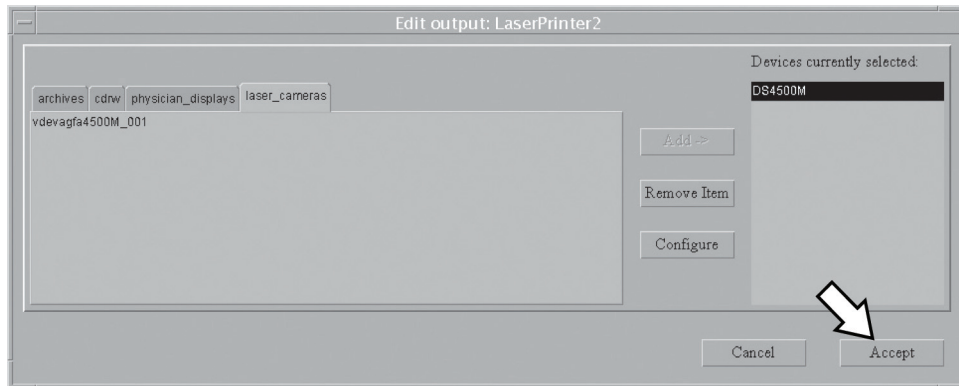 Edit output: LaserPrinter2
Devices currently selected:
archives cdrw physician_displays laser_cameras
DS4500M
vdevagfa4500M_001
Add ->
Remove Item
Configure
Cancel
Accept